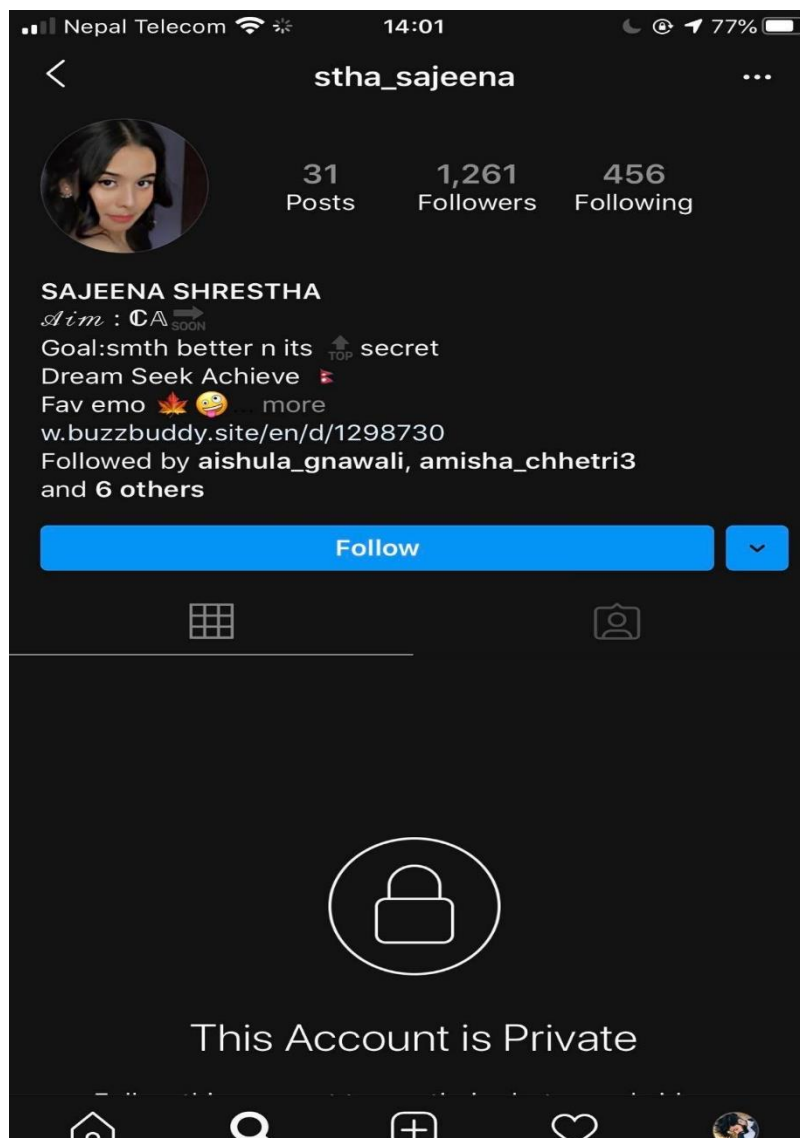 Nepal Telecom 14:01 77%
stha_sajeena
31 1,261 456
Posts Followers Following
SAJEENA SHRESTHA
𝒜𝒾𝓂 : ℂ𝔸 SOON
Goal:smth better n its TOP secret
Dream Seek Achieve
Fav emo ... more
w.buzzbuddy.site/en/d/1298730
Followed by aishula_gnawali, amisha_chhetri3
and 6 others
Follow
This Account is Private